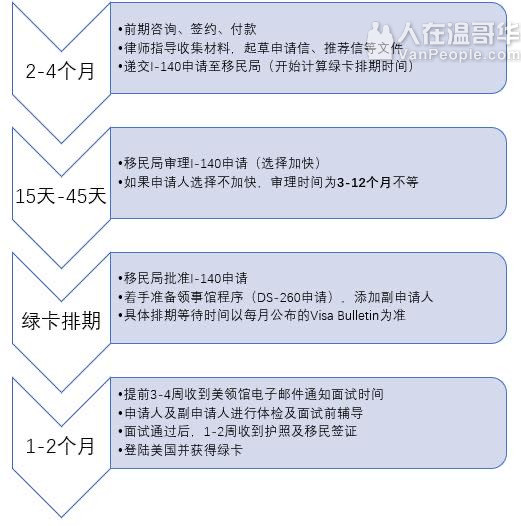 人在温哥华
VanPeople.com
2-4个月
•前期咨询、签约、付款
•律师指导收集材料，起草申请信、推荐信等文件
•递交I-140申请至移民局（开始计算绿卡排期时间）
15天-45天
•移民局审理I-140申请（选择加快）
•如果申请人选择不加快，审理时间为3-12个月不等
绿卡排期
•移民局批准I-140申请
•着手准备领事馆程序（DS-260申请），添加副申请人
•具体排期等待时间以每月公布的Visa Bulletin为准
1-2个月
•提前3-4周收到美领馆电子邮件通知面试时间
•申请人及副申请人进行体检及面试前辅导
•面试通过后，1-2周收到护照及移民签证
•登陆美国并获得绿卡